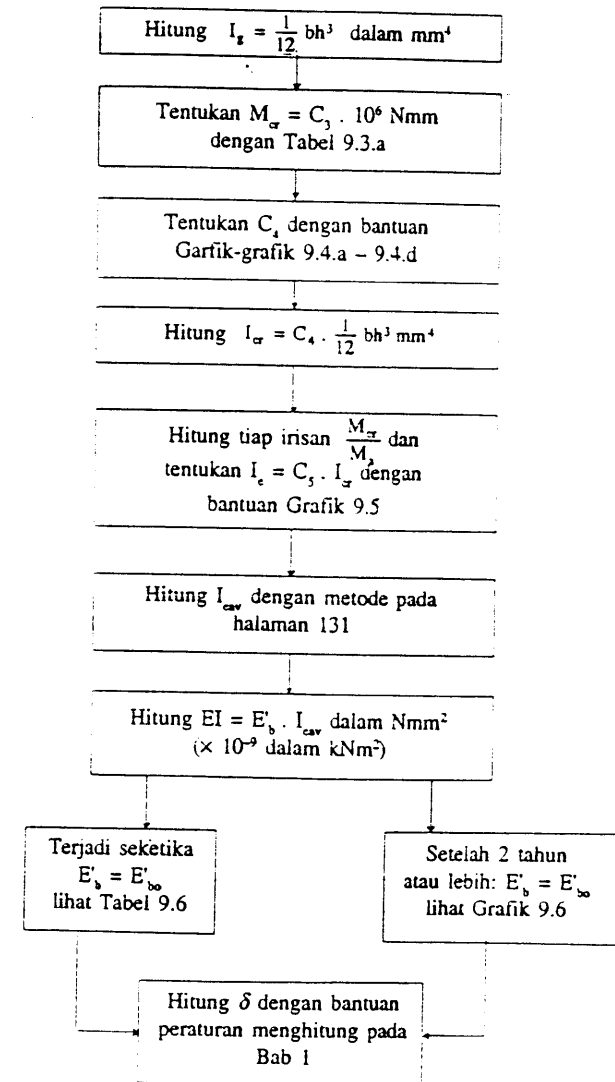 Hitung I_g = 1/12 bh³ dalam mm⁴
Tentukan M_cr = C₃ . 10⁶ Nmm
dengan Tabel 9.3.a
Tentukan C₄ dengan bantuan
Garfik-grafik 9.4.a – 9.4.d
Hitung I_cr = C₄ . 1/12 bh³ mm⁴
Hitung tiap irisan M_cr/M_a dan
tentukan I_e = C₅ . I_cr dengan
bantuan Grafik 9.5
Hitung I_eav dengan metode pada
halaman 131
Hitung EI = E'_b . I_eav dalam Nmm²
(× 10⁻⁹ dalam kNm²)
Terjadi seketika
E'_b = E'_bo
lihat Tabel 9.6
Setelah 2 tahun
atau lebih: E'_b = E'_∞
lihat Grafik 9.6
Hitung δ dengan bantuan
peraturan menghitung pada
Bab 1